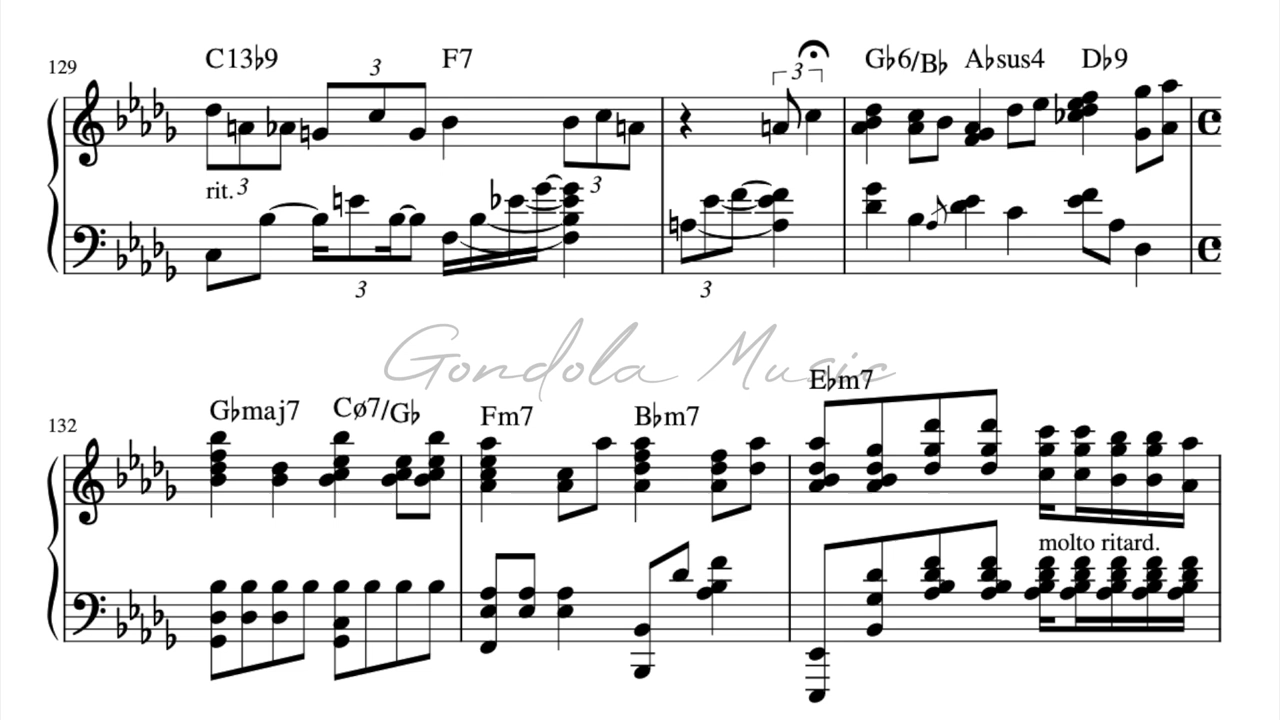 129
C13♭9 3 F7 3 G♭6/B♭ A♭sus4 D♭9
rit. 3 3
3 3
Gondola Music
132
G♭maj7 Cø7/G♭ Fm7 B♭m7 E♭m7
molto ritard.